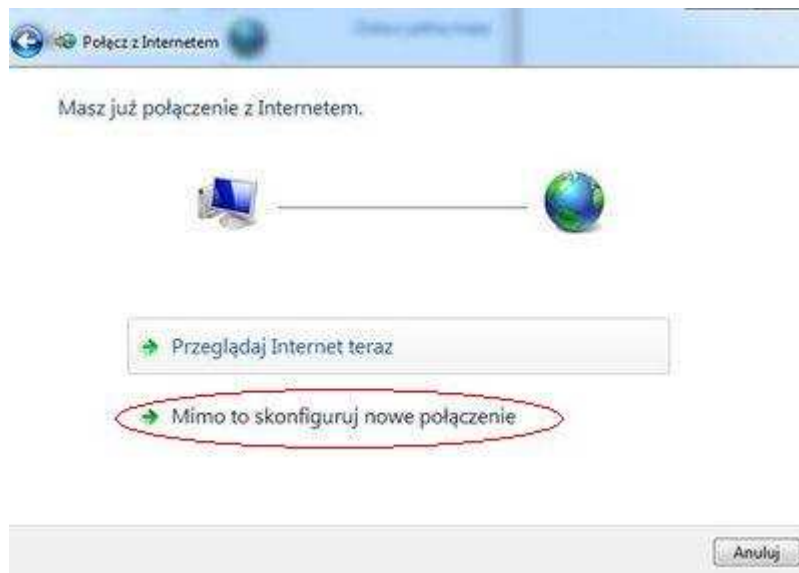 Połącz z Internetem
Masz już połączenie z Internetem.
Przeglądaj Internet teraz
Mimo to skonfiguruj nowe połączenie
Anuluj